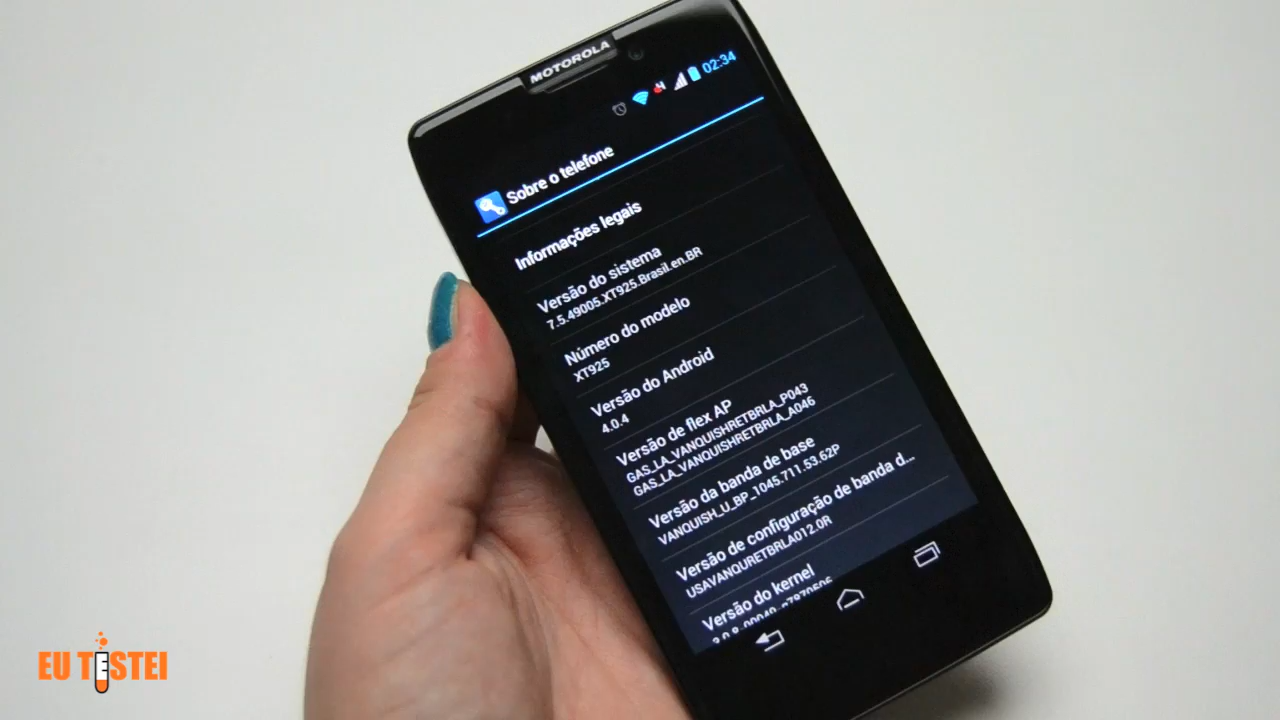 MOTOROLA
02:34
Sobre o telefone
Informações legais
Versão do sistema
7.5.49005.XT925.Brasil.en.BR
Número do modelo
XT925
Versão do Android
4.0.4
Versão de flex AP
GAS_LA_VANQUISHRETBRLA_P043
GAS_LA_VANQUISHRETBRLA_A046
Versão da banda de base
VANQUISH_U_BP_1045.711.53.62P
Versão de configuração de banda d...
USAVANQURETBRLA012.0R
Versão do kernel
EU TESTEI